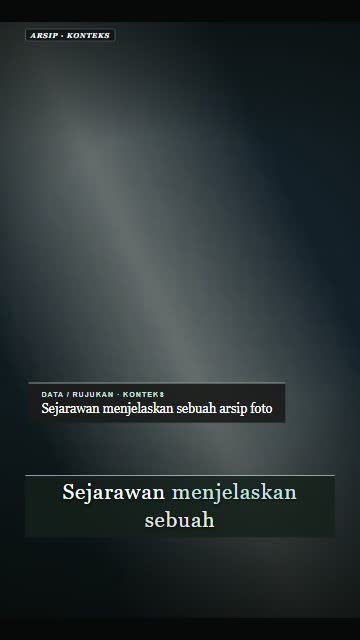 ARSIP · KONTEKS
DATA / RUJUKAN · KONTEKS
Sejarawan menjelaskan sebuah arsip foto
Sejarawan menjelaskan
sebuah